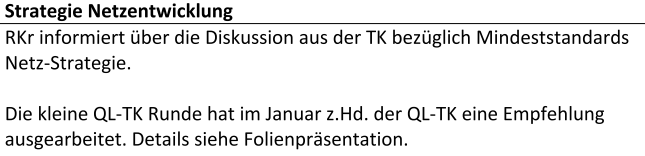 Strategie Netzentwicklung
RKr informiert über die Diskussion aus der TK bezüglich Mindeststandards
Netz-Strategie.
Die kleine QL-TK Runde hat im Januar z.Hd. der QL-TK eine Empfehlung
ausgearbeitet. Details siehe Folienpräsentation.